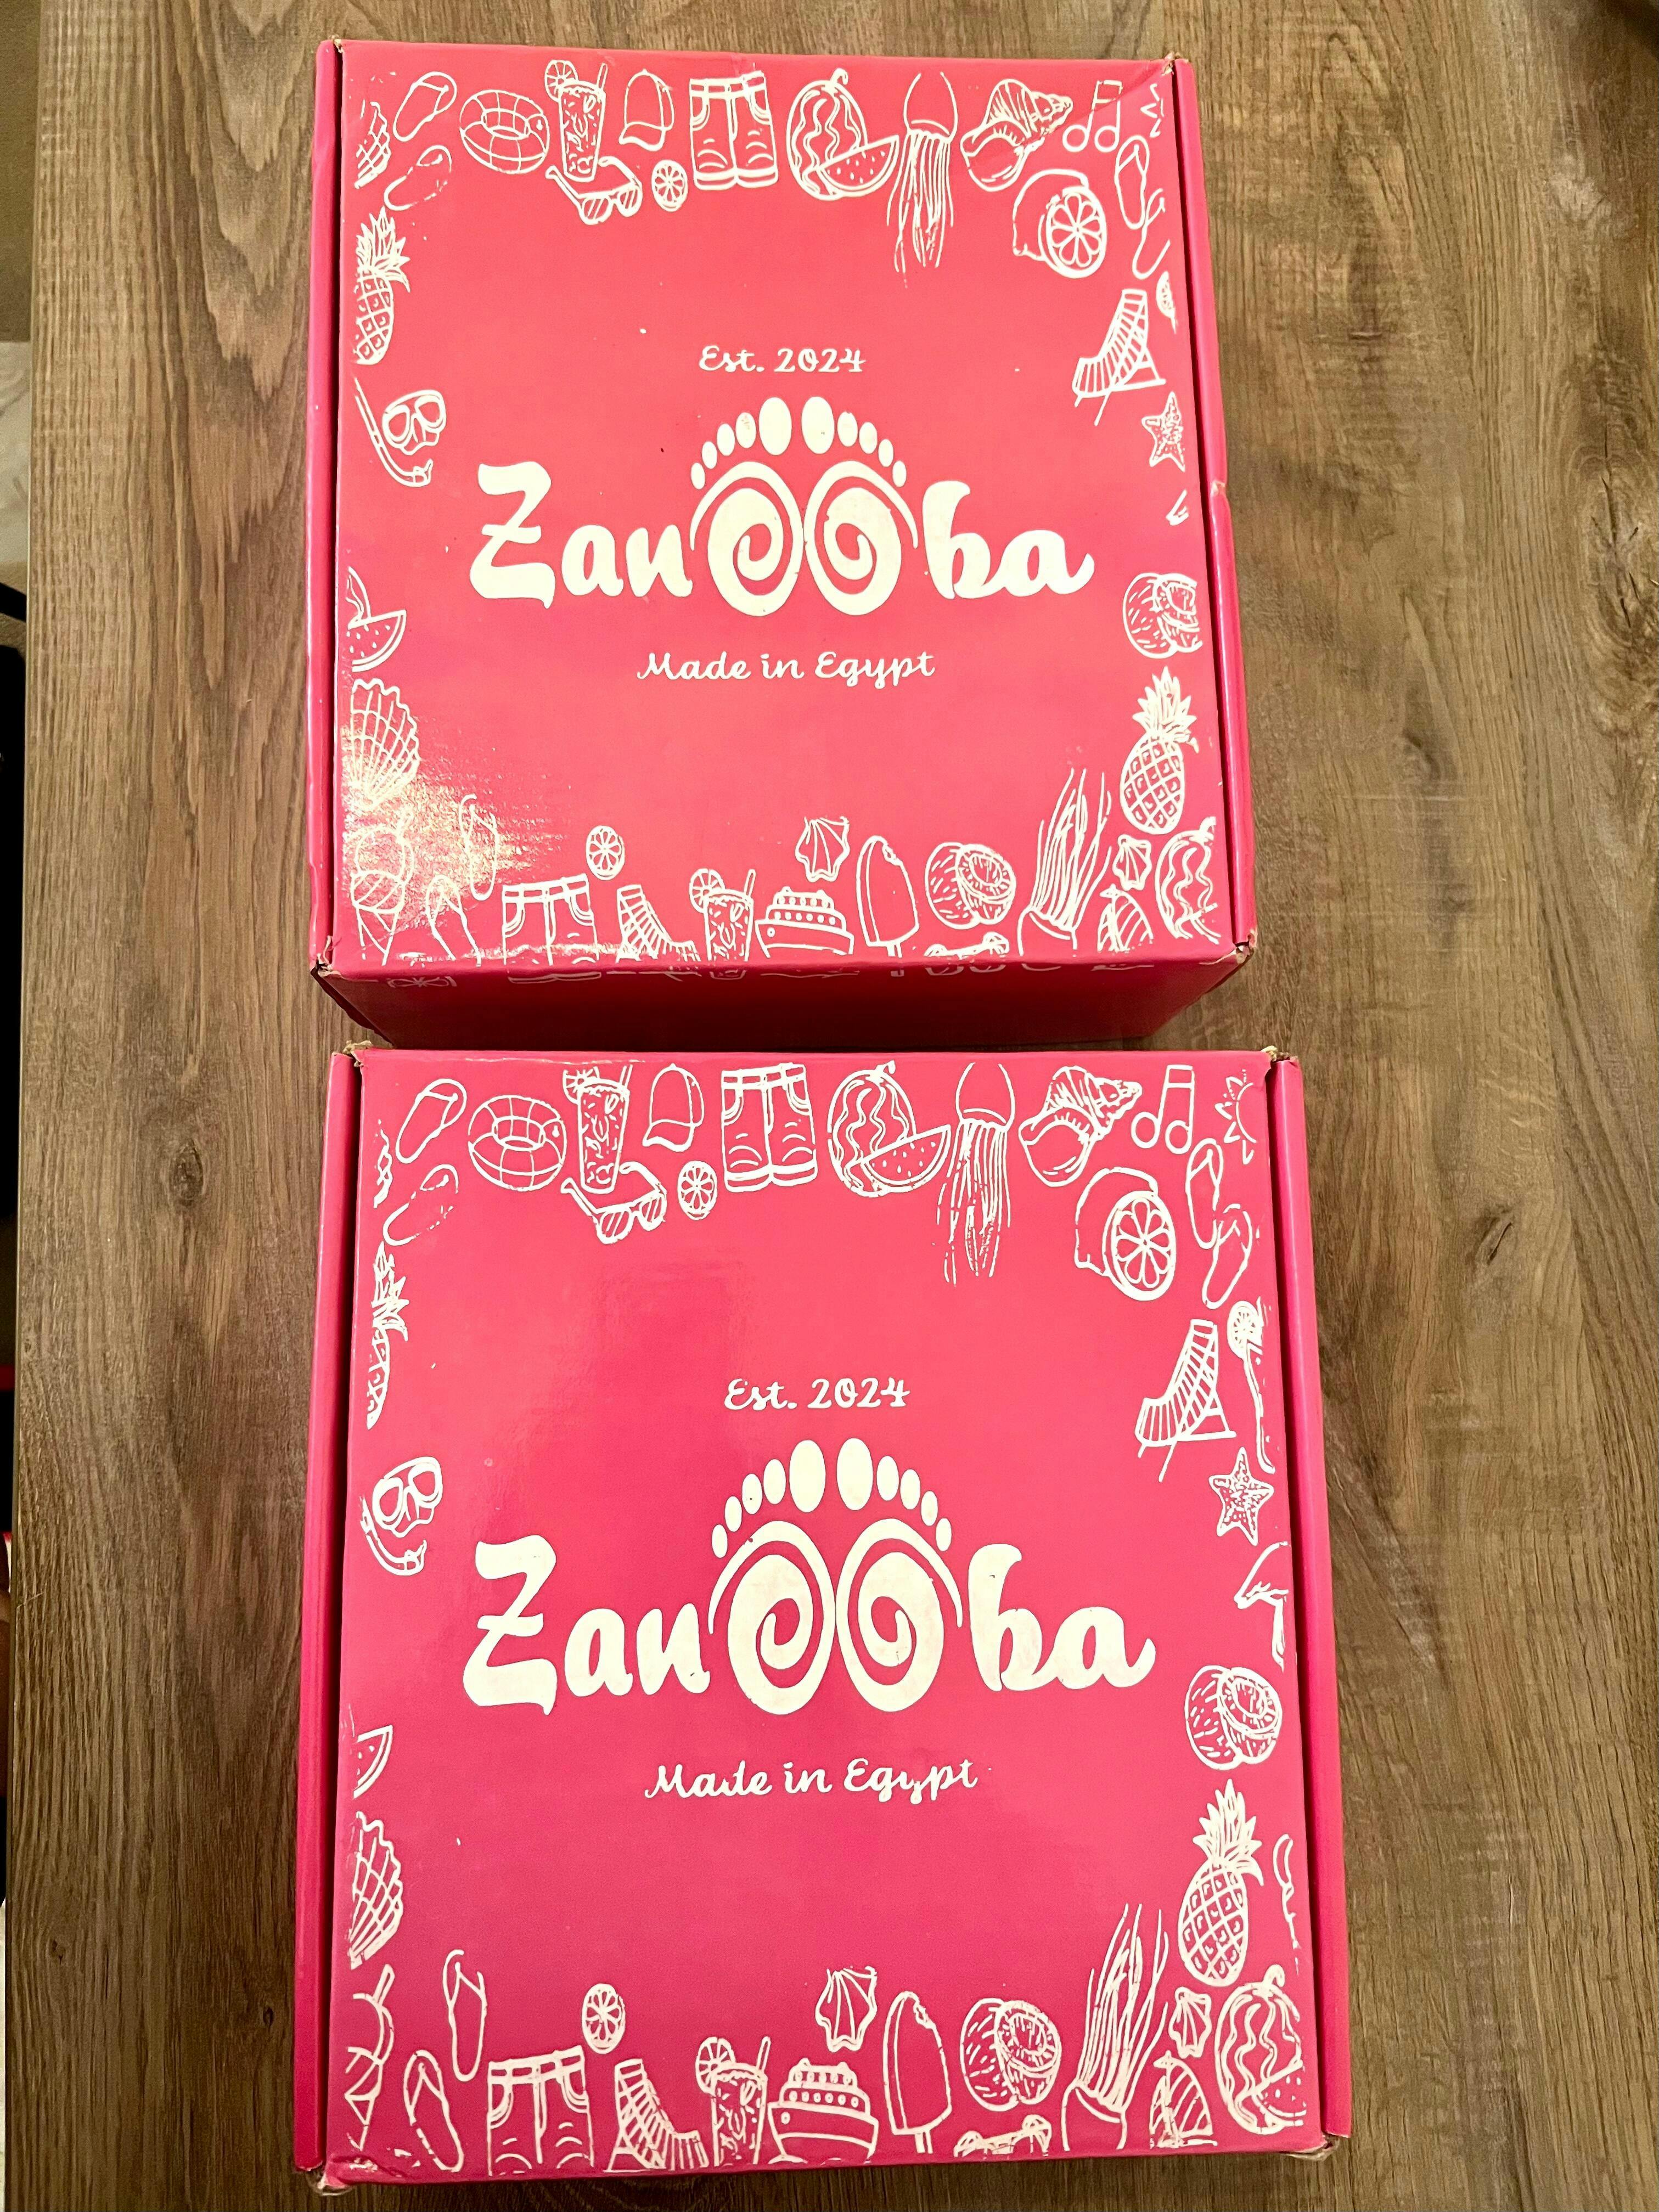 Est. 2024
Zanooba
Made in Egypt
Est. 2024
Zanooba
Made in Egypt